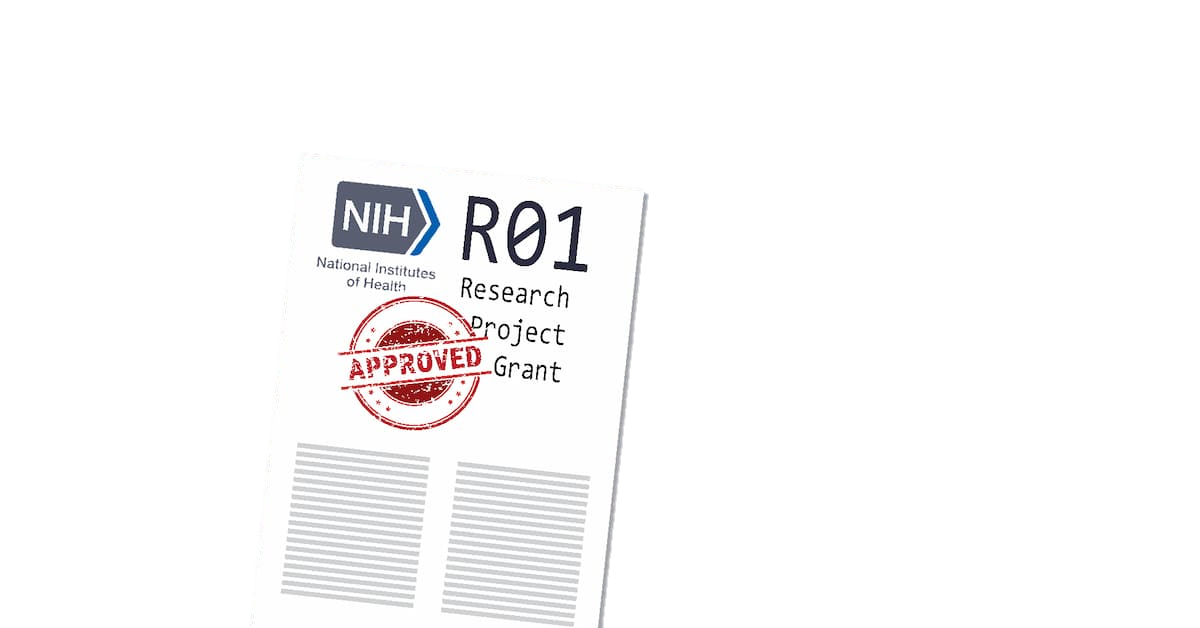 NIH
National Institutes
of Health
R01
Research
Project
Grant
APPROVED